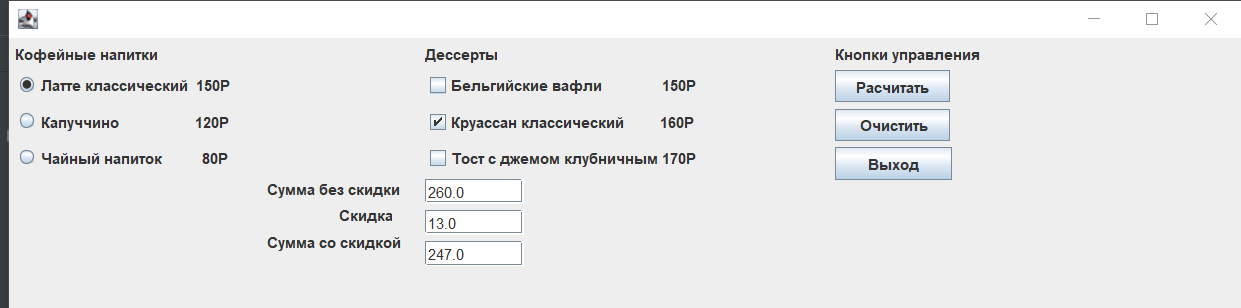 Кофейные напитки Дессерты Кнопки управления
Латте классический 150Р Бельгийские вафли 150Р Расчитать
Капуччино 120Р Круассан классический 160Р Очистить
Чайный напиток 80Р Тост с джемом клубничным 170Р Выход
Сумма без скидки 260.0
Скидка 13.0
Сумма со скидкой 247.0